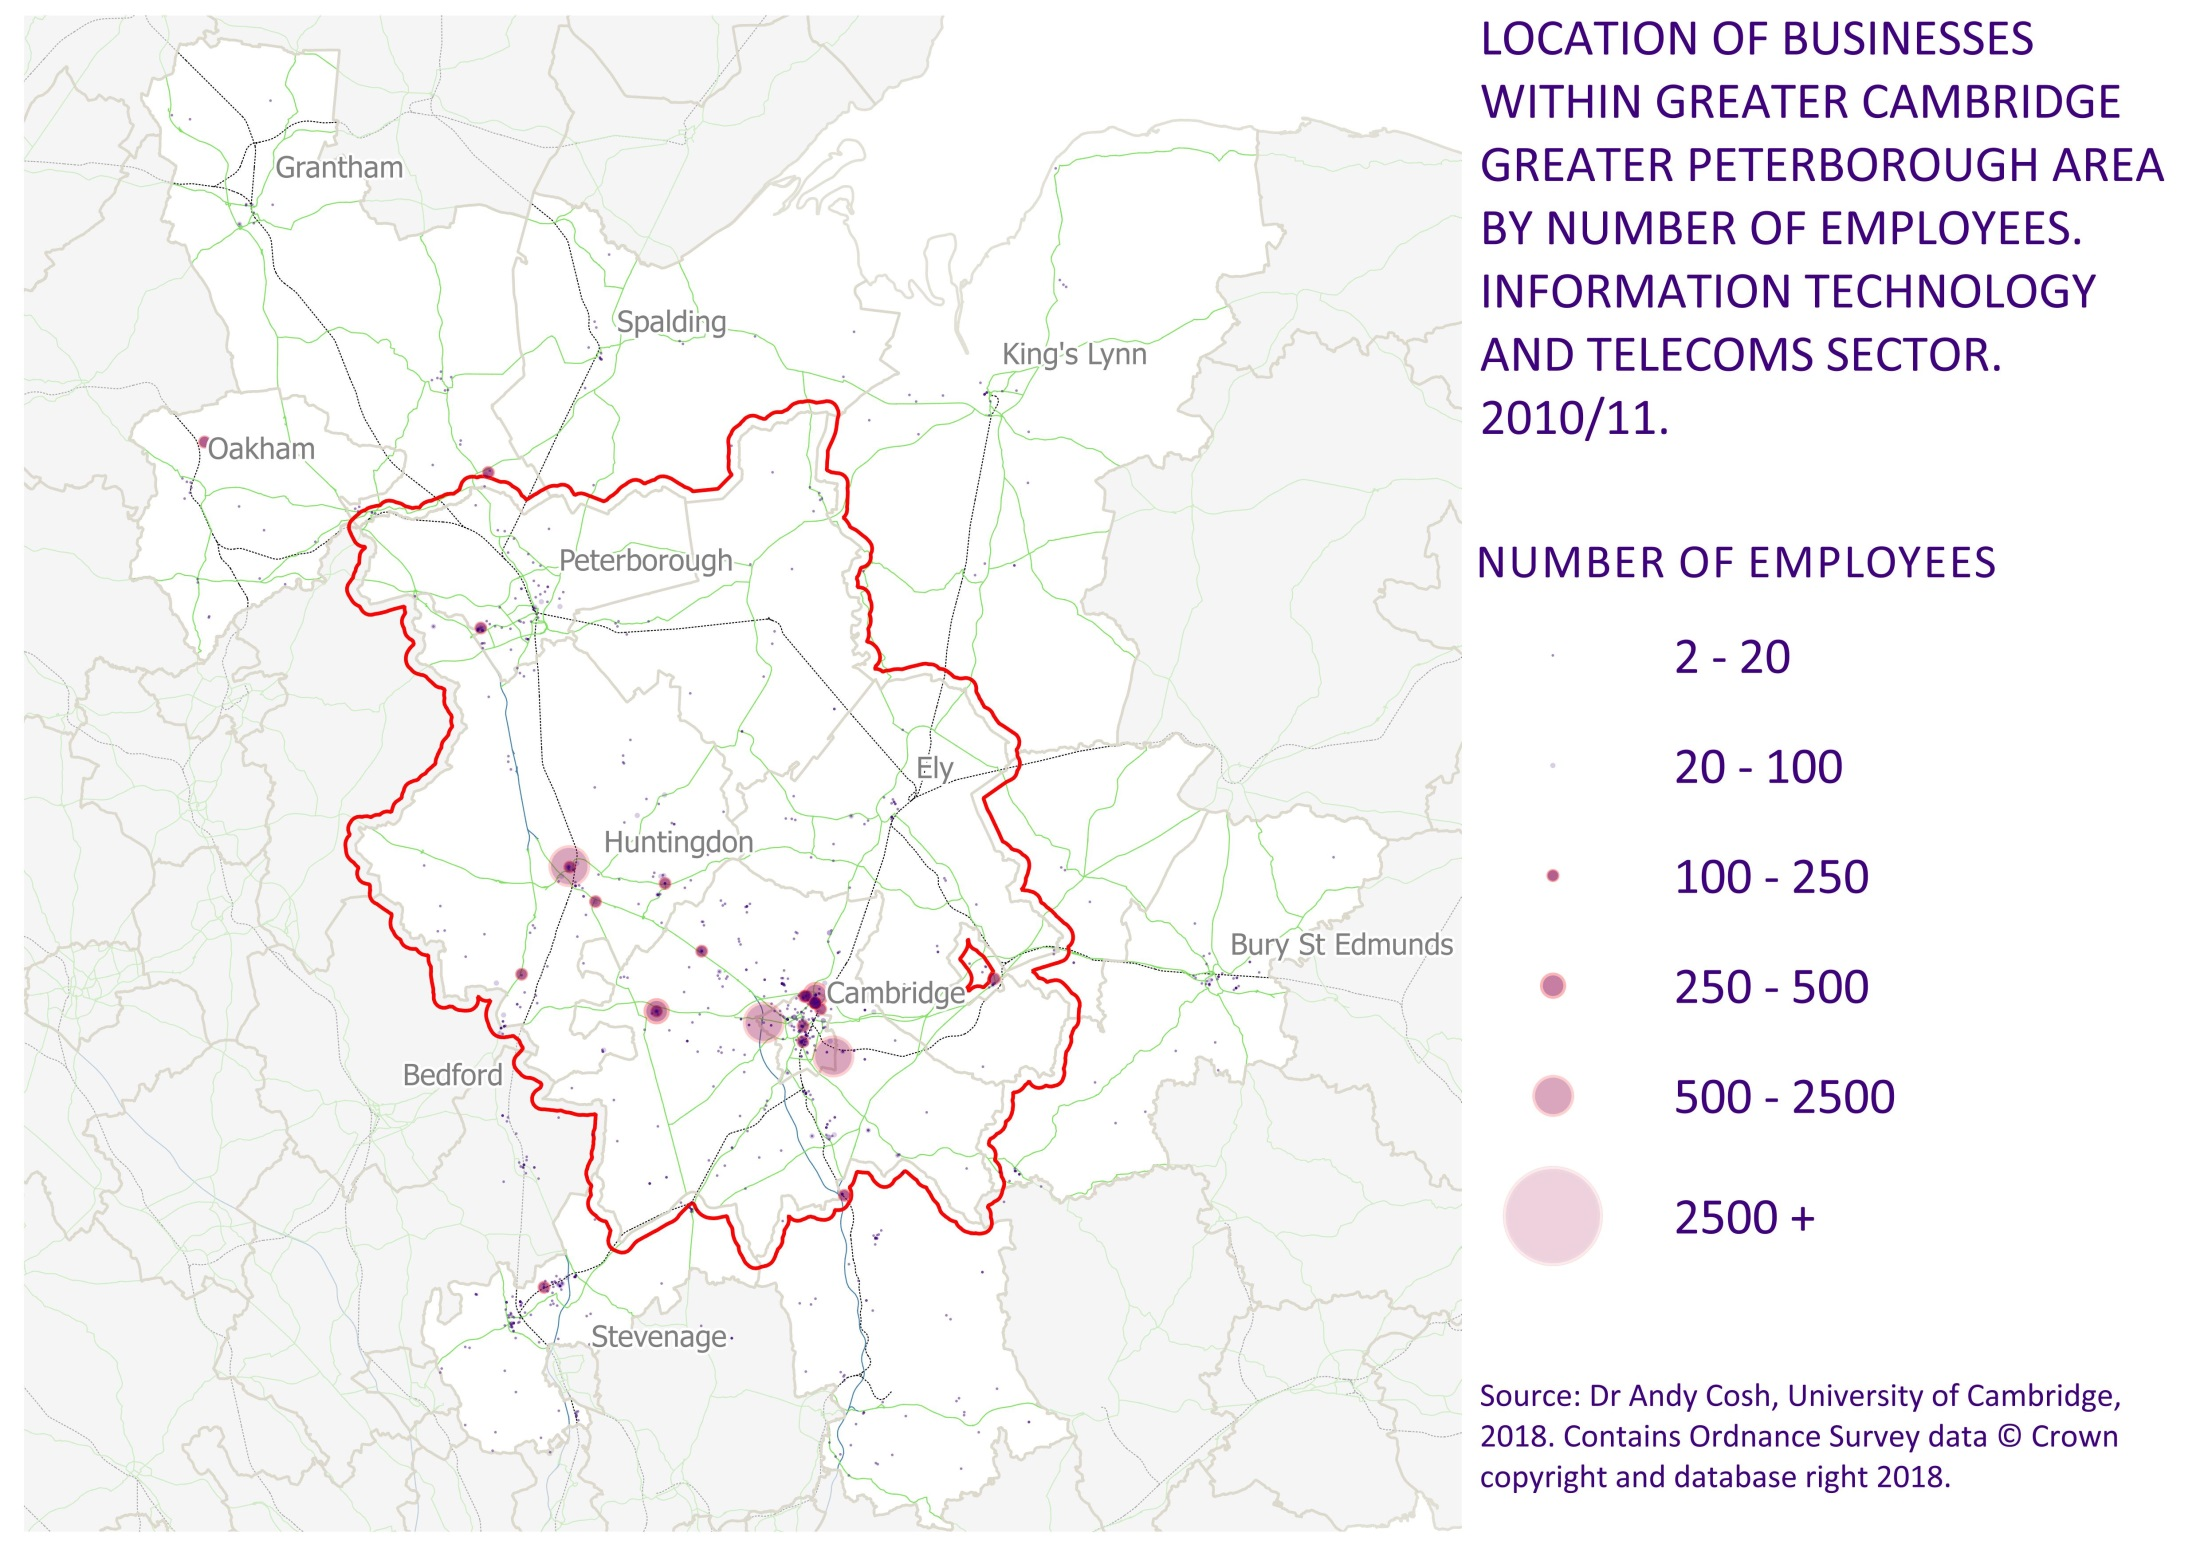 LOCATION OF BUSINESSES
WITHIN GREATER CAMBRIDGE
GREATER PETERBOROUGH AREA
BY NUMBER OF EMPLOYEES.
INFORMATION TECHNOLOGY
AND TELECOMS SECTOR.
2010/11.
NUMBER OF EMPLOYEES
2 - 20
20 - 100
100 - 250
250 - 500
500 - 2500
2500 +
Source: Dr Andy Cosh, University of Cambridge,
2018. Contains Ordnance Survey data © Crown
copyright and database right 2018.
Grantham
Spalding
King's Lynn
Oakham
Peterborough
Ely
Huntingdon
Bury St Edmunds
Cambridge
Bedford
Stevenage